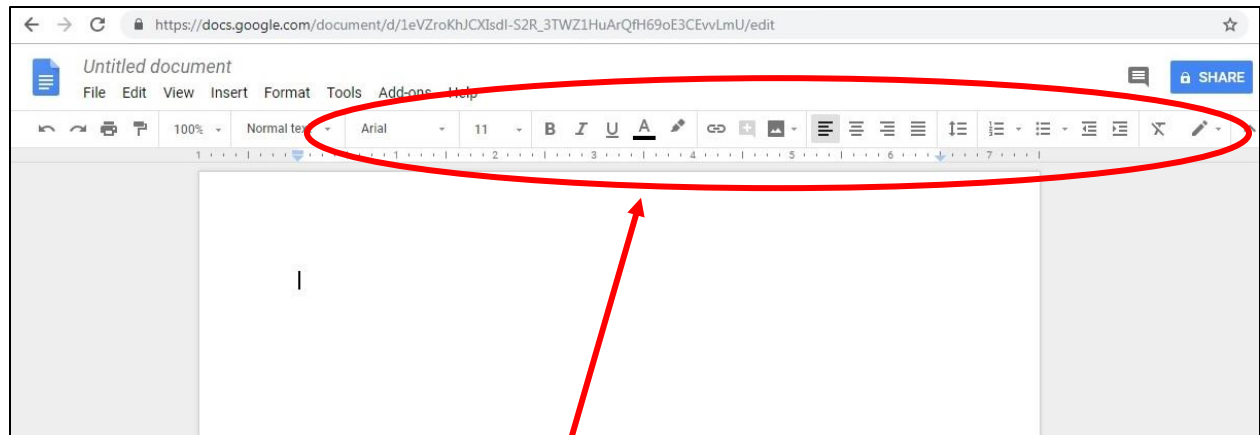 https://docs.google.com/document/d/1eVZroKhJCXIsdI-S2R_3TWZ1HuArQfH69oE3CEvvLmU/edit
Untitled document
File Edit View Insert Format Tools Add-ons Help
SHARE
100% Normal text Arial 11 B I U A
1 1 2 3 4 5 6 7